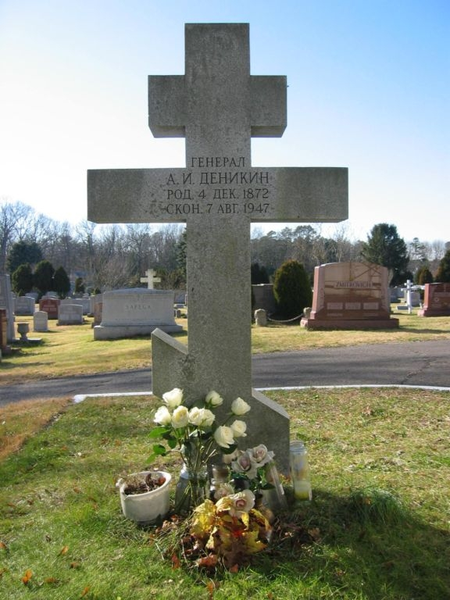 ГЕНЕРАЛ
А. И. ДЕНИКИН
РОД. 4 ДЕК. 1872
СКОН. 7 АВГ. 1947